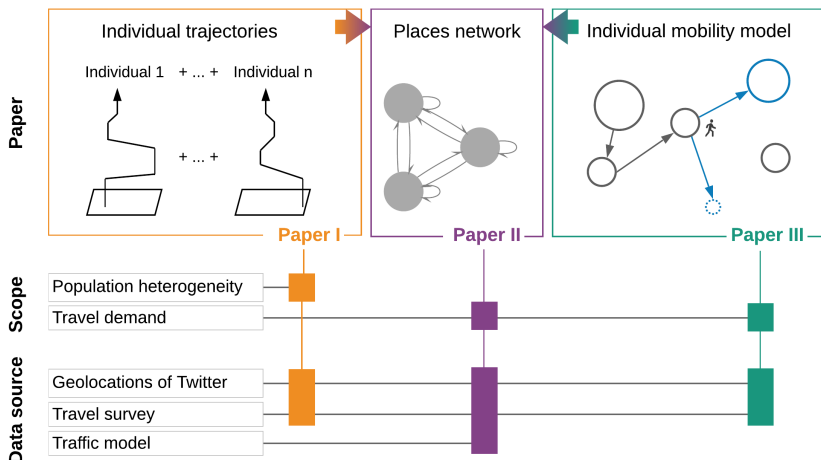 Paper
Individual trajectories
Places network
Individual mobility model
Individual 1 + ... + Individual n
+ ... +
Paper I
Paper II
Paper III
Scope
Population heterogeneity
Travel demand
Data source
Geolocations of Twitter
Travel survey
Traffic model